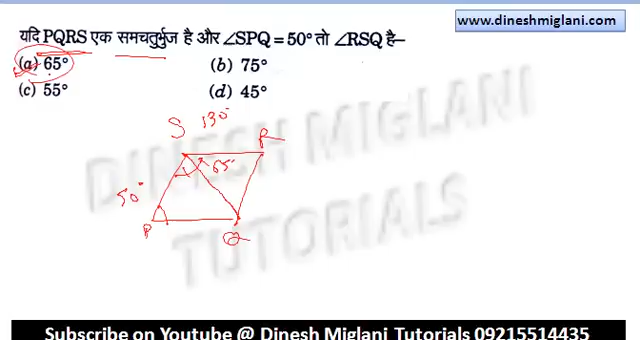 www.dineshmiglani.com
यदि PQRS एक समचतुर्भुज है और ∠SPQ = 50° तो ∠RSQ है–
(a) 65° (b) 75°
(c) 55° (d) 45°
S 130° R
65°
50°
P Q
DINESH MIGLANI
TUTORIALS
Subscribe on Youtube @ Dinesh Miglani Tutorials 09215514435